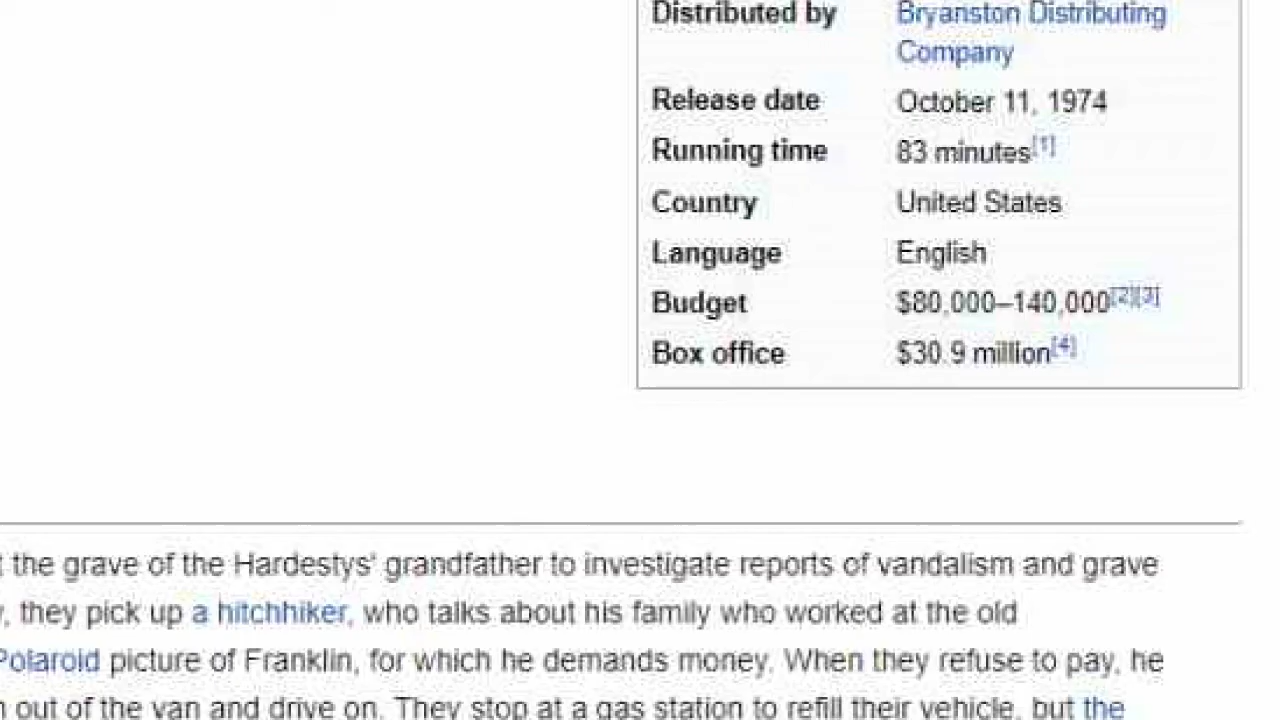 Distributed by Bryanston Distributing
Company
Release date October 11, 1974
Running time 83 minutes[1]
Country United States
Language English
Budget $80,000–140,000[2][3]
Box office $30.9 million[4]
the grave of the Hardestys' grandfather to investigate reports of vandalism and grave
, they pick up a hitchhiker, who talks about his family who worked at the old
Polaroid picture of Franklin, for which he demands money. When they refuse to pay, he
out of the van and drive on. They stop at a gas station to refill their vehicle, but the